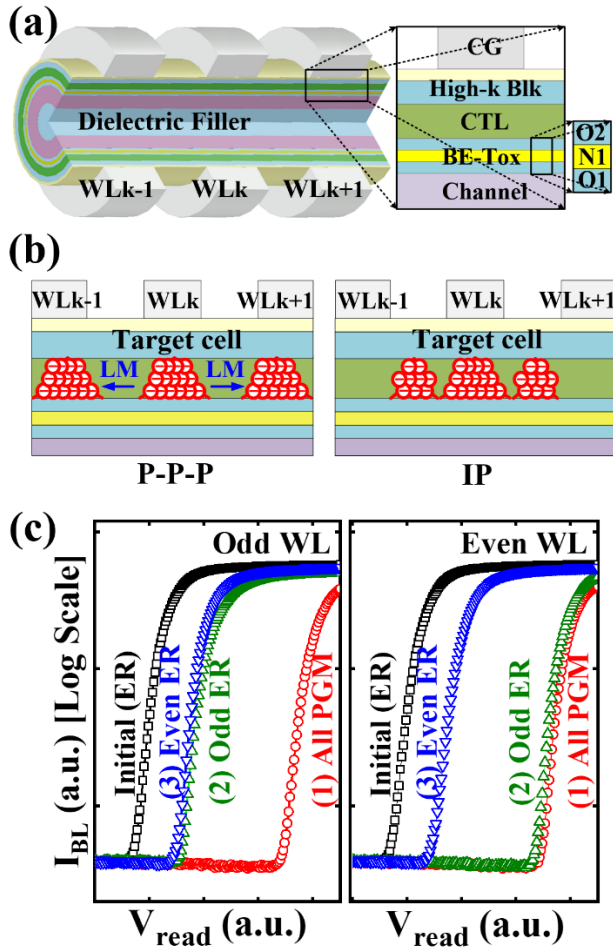 (a)
CG
High-k Blk
CTL
BE-Tox
Channel
O2
N1
O1
Dielectric Filler
WLk-1 WLk WLk+1
(b)
WLk-1 WLk WLk+1
Target cell
LM LM
P-P-P
WLk-1 WLk WLk+1
Target cell
IP
(c)
I_BL (a.u.) [Log Scale]
Odd WL
Initial (ER)
(3) Even ER
(2) Odd ER
(1) All PGM
V_read (a.u.)
Even WL
Initial (ER)
(3) Even ER
(2) Odd ER
(1) All PGM
V_read (a.u.)